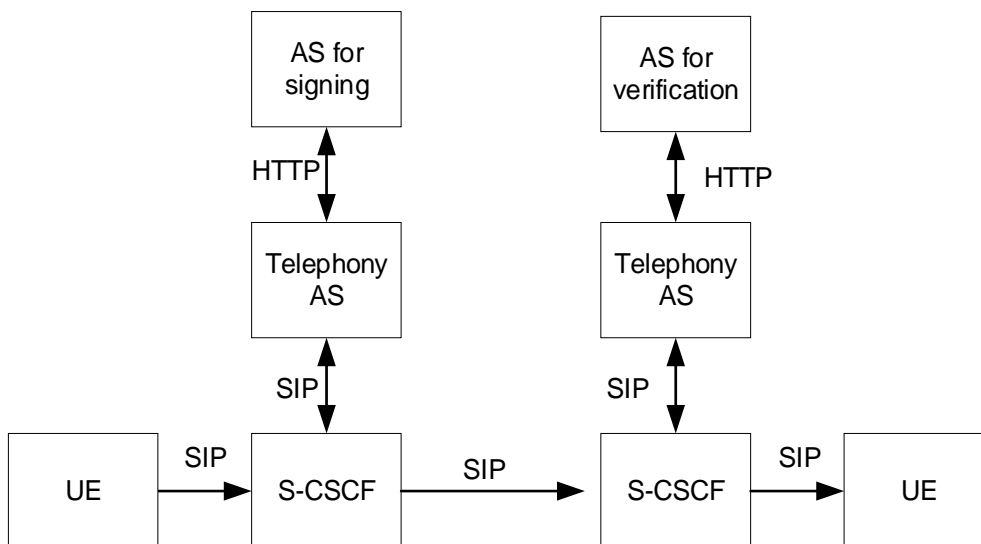 AS for
signing
AS for
verification
HTTP
HTTP
Telephony
AS
Telephony
AS
SIP
SIP
SIP
SIP
SIP
UE
S-CSCF
S-CSCF
UE